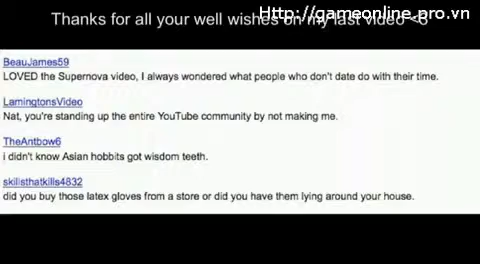 Thanks for all your well wishes on my last video <3
Http://gameonline.pro.vn
BeauJames59
LOVED the Supernova video, I always wondered what people who don't date do with their time.
LamingtonsVideo
Nat, you're standing up the entire YouTube community by not making me.
TheAntbow6
i didn't know Asian hobbits got wisdom teeth.
skilisthatkills4832
did you buy those latex gloves from a store or did you have them lying around your house.